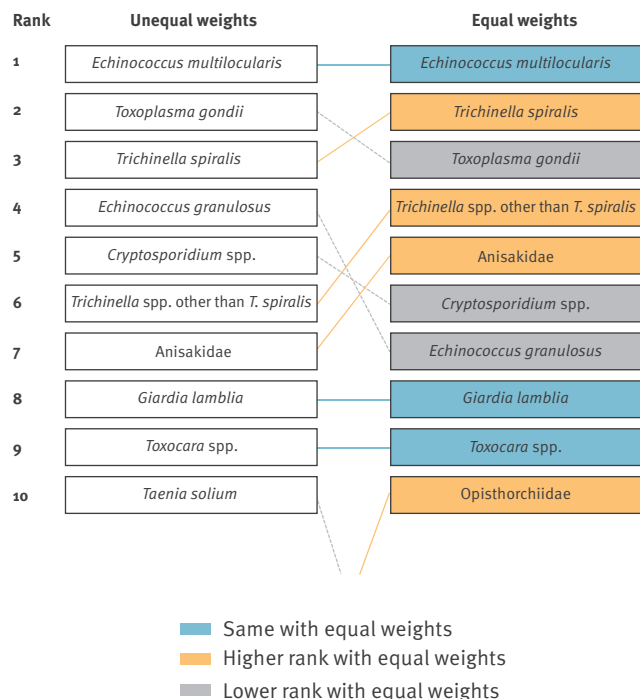 Rank Unequal weights Equal weights
1 Echinococcus multilocularis Echinococcus multilocularis
2 Toxoplasma gondii Trichinella spiralis
3 Trichinella spiralis Toxoplasma gondii
4 Echinococcus granulosus Trichinella spp. other than T. spiralis
5 Cryptosporidium spp. Anisakidae
6 Trichinella spp. other than T. spiralis Cryptosporidium spp.
7 Anisakidae Echinococcus granulosus
8 Giardia lamblia Giardia lamblia
9 Toxocara spp. Toxocara spp.
10 Taenia solium Opisthorchiidae
Same with equal weights
Higher rank with equal weights
Lower rank with equal weights